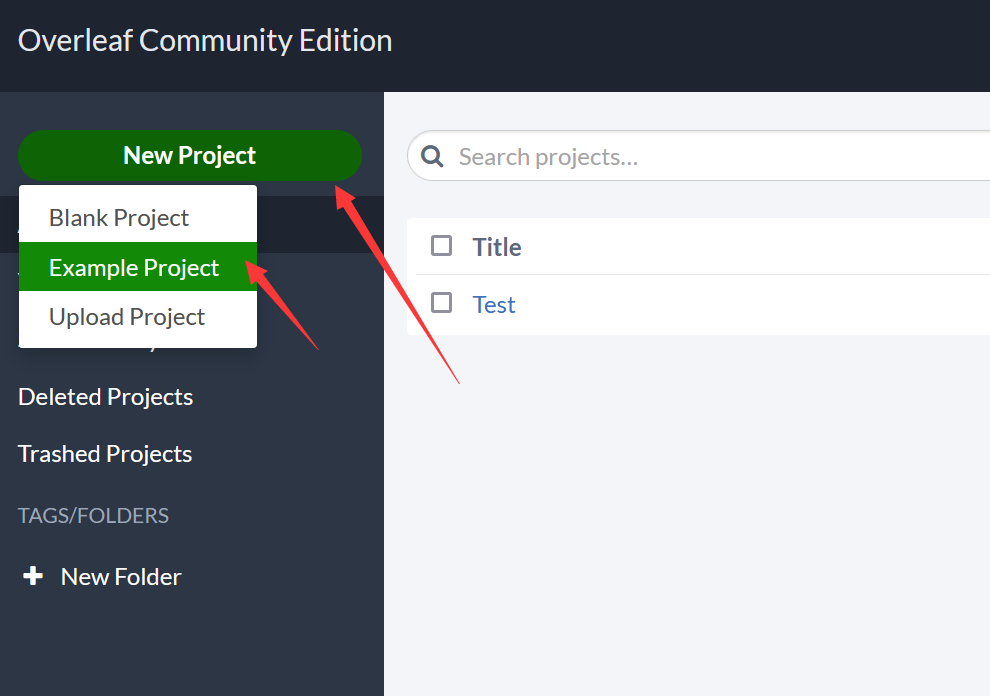 Overleaf Community Edition
New Project
Search projects...
Blank Project
Example Project
Upload Project
Title
Test
Deleted Projects
Trashed Projects
TAGS/FOLDERS
New Folder